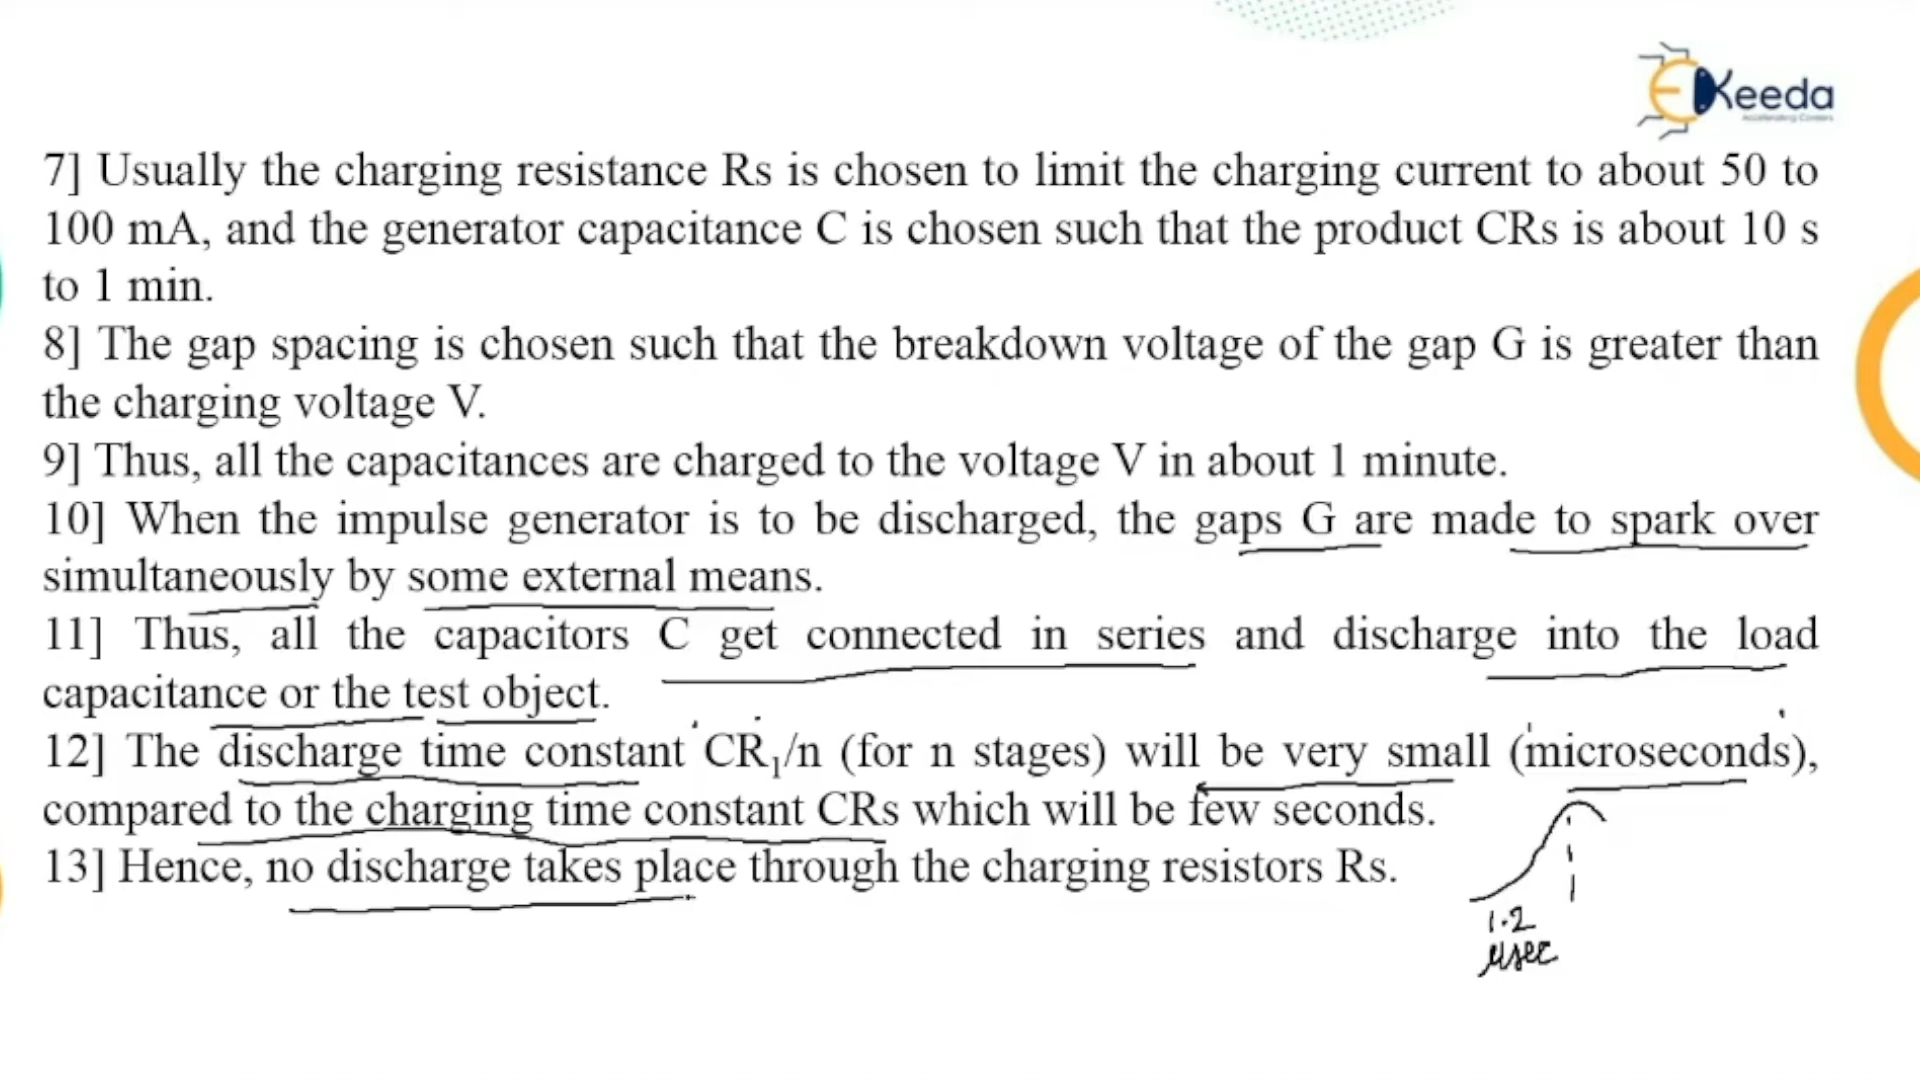 EKeeda
Accelerating Careers
7] Usually the charging resistance Rs is chosen to limit the charging current to about 50 to
100 mA, and the generator capacitance C is chosen such that the product CRs is about 10 s
to 1 min.
8] The gap spacing is chosen such that the breakdown voltage of the gap G is greater than
the charging voltage V.
9] Thus, all the capacitances are charged to the voltage V in about 1 minute.
10] When the impulse generator is to be discharged, the gaps G are made to spark over
simultaneously by some external means.
11] Thus, all the capacitors C get connected in series and discharge into the load
capacitance or the test object.
12] The discharge time constant CR₁/n (for n stages) will be very small (microseconds),
compared to the charging time constant CRs which will be few seconds.
13] Hence, no discharge takes place through the charging resistors Rs.
1.2
μsec